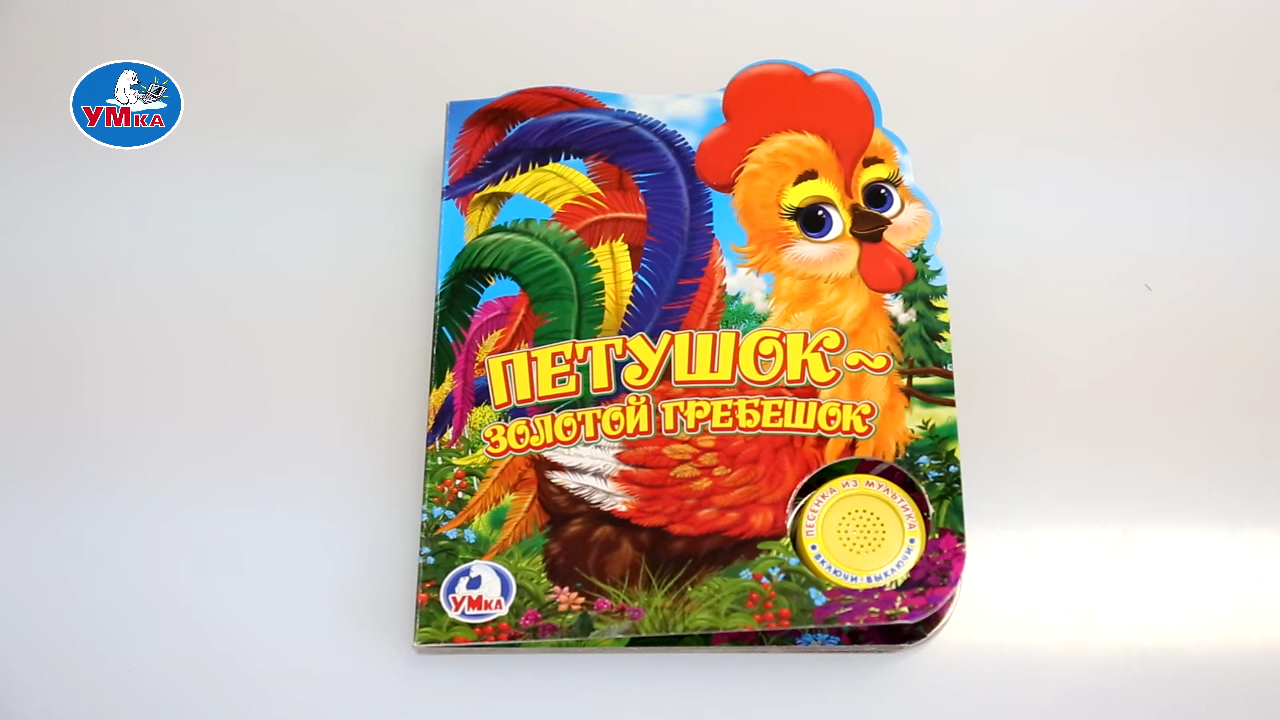 УМКА
ПЕТУШОК~
ЗОЛОТОЙ ГРЕБЕШОК
ПЕСЕНКА ИЗ МУЛЬТИКА
ВКЛЮЧИ-ВЫКЛЮЧИ
УМКА